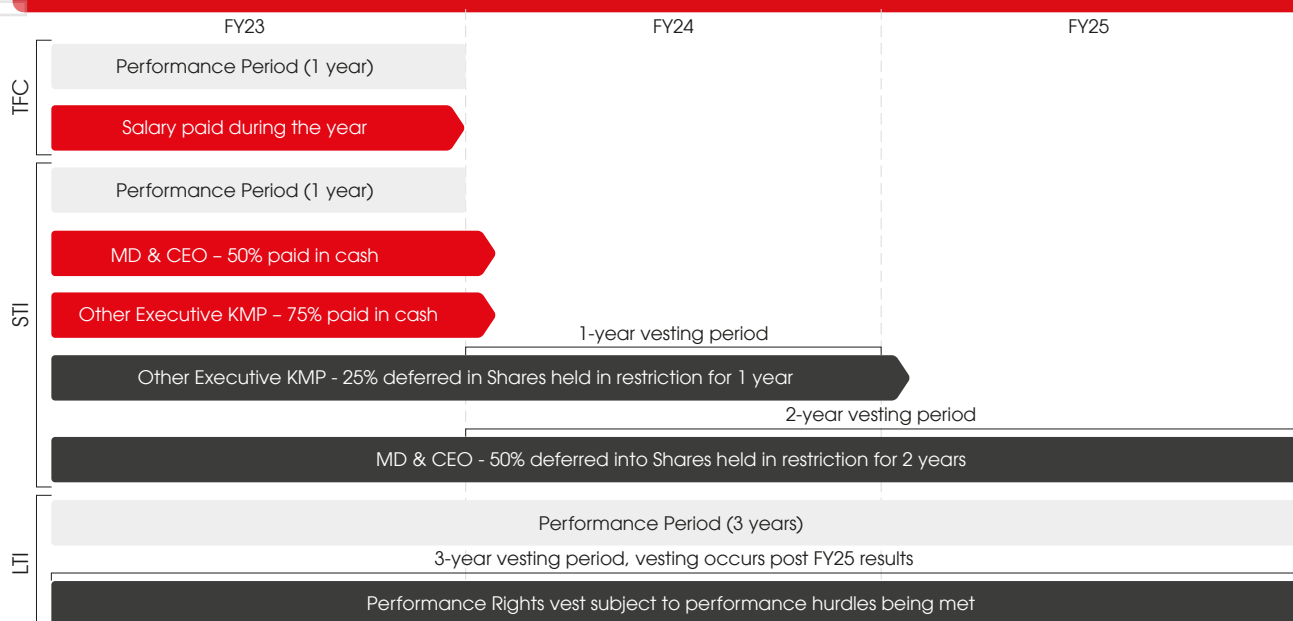 FY23 FY24 FY25
TFC
Performance Period (1 year)
Salary paid during the year
STI
Performance Period (1 year)
MD & CEO – 50% paid in cash
Other Executive KMP – 75% paid in cash
1-year vesting period
Other Executive KMP - 25% deferred in Shares held in restriction for 1 year
2-year vesting period
MD & CEO - 50% deferred into Shares held in restriction for 2 years
LTI
Performance Period (3 years)
3-year vesting period, vesting occurs post FY25 results
Performance Rights vest subject to performance hurdles being met